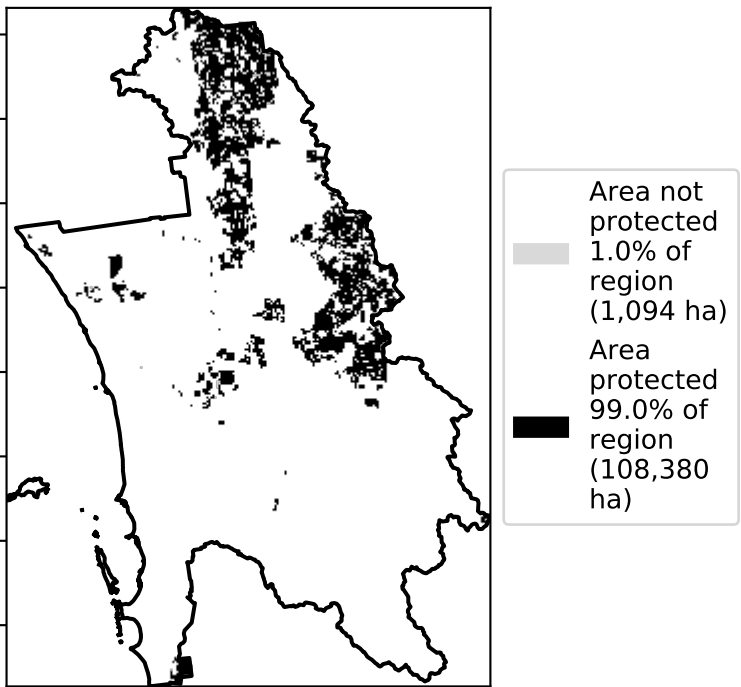 Area not
protected
1.0% of
region
(1,094 ha)
Area
protected
99.0% of
region
(108,380
ha)